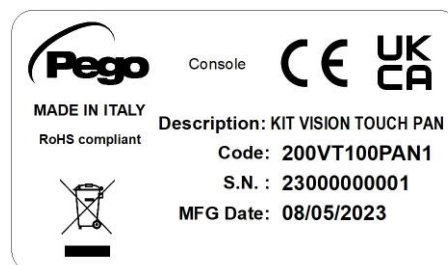 Pego
Console
CE
UK
CA
MADE IN ITALY
RoHS compliant
Description: KIT VISION TOUCH PAN
Code: 200VT100PAN1
S.N. : 23000000001
MFG Date: 08/05/2023